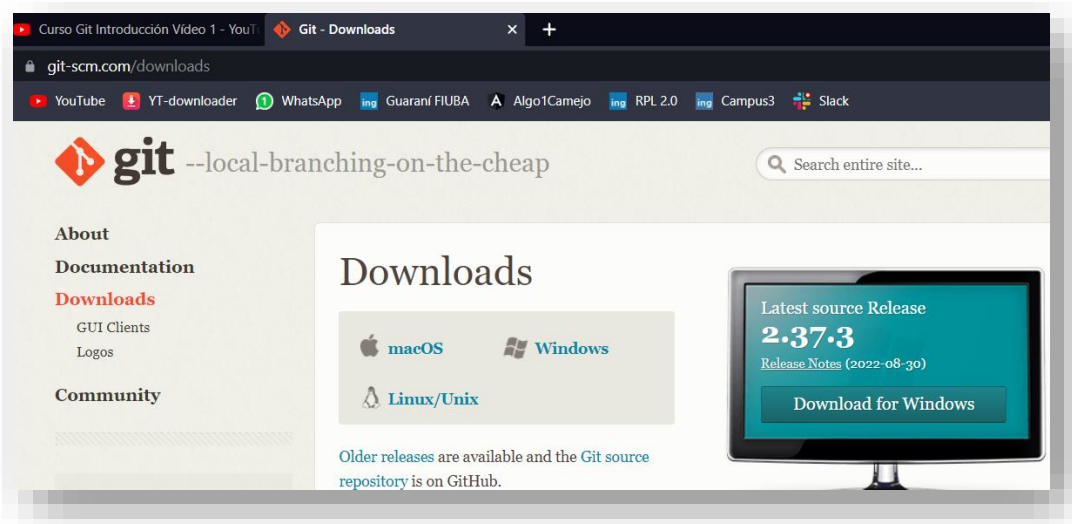 Curso Git Introducción Vídeo 1 - YouT
Git - Downloads
git-scm.com/downloads
YouTube YT-downloader WhatsApp Guaraní FIUBA Algo1Camejo RPL 2.0 Campus3 Slack
git --local-branching-on-the-cheap
Search entire site...
About
Documentation
Downloads
GUI Clients
Logos
Community
Downloads
macOS Windows
Linux/Unix
Older releases are available and the Git source
repository is on GitHub.
Latest source Release
2.37.3
Release Notes (2022-08-30)
Download for Windows